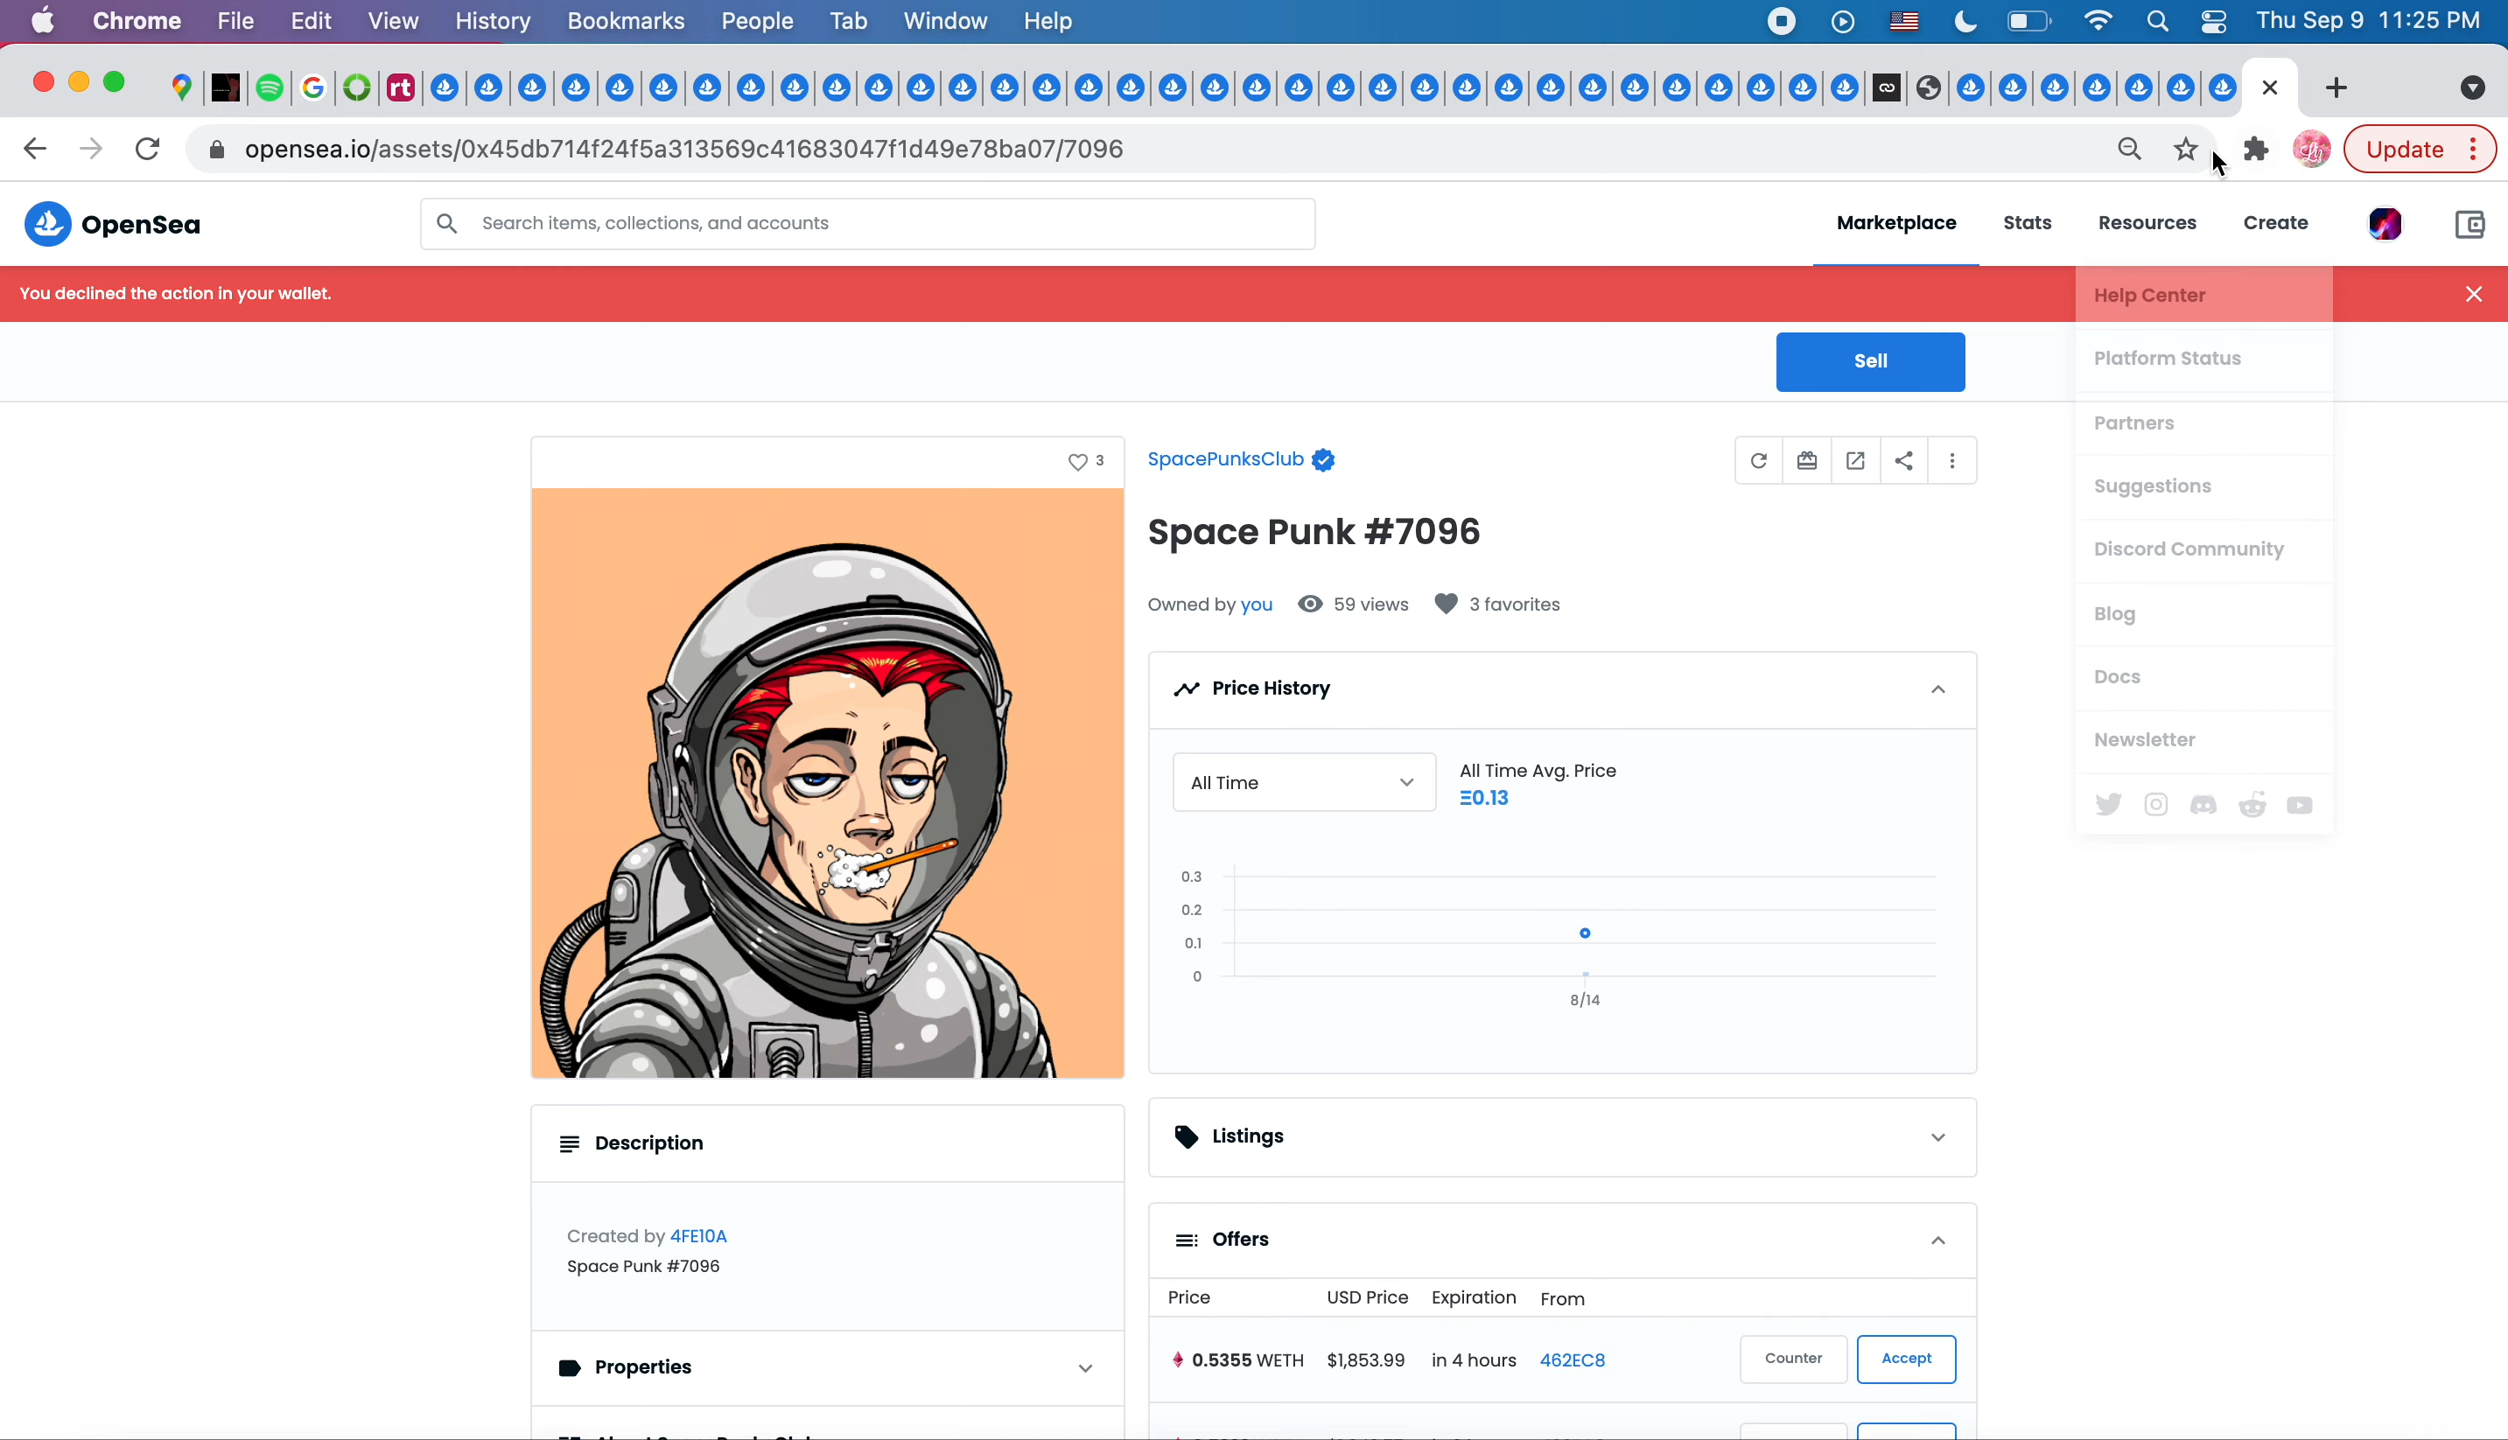 Chrome File Edit View History Bookmarks People Tab Window Help Thu Sep 9 11:25 PM
rt
opensea.io/assets/0x45db714f24f5a313569c41683047f1d49e78ba07/7096 Update
OpenSea Search items, collections, and accounts Marketplace Stats Resources Create
You declined the action in your wallet.
Help Center
Sell
Platform Status
Partners
Suggestions
Discord Community
Blog
Docs
Newsletter
3
SpacePunksClub
Space Punk #7096
Owned by you 59 views 3 favorites
Price History
All Time
All Time Avg. Price
Ξ0.13
0.3
0.2
0.1
0
8/14
Description
Created by 4FE10A
Space Punk #7096
Properties
Listings
Offers
Price USD Price Expiration From
0.5355 WETH $1,853.99 in 4 hours 462EC8 Counter Accept